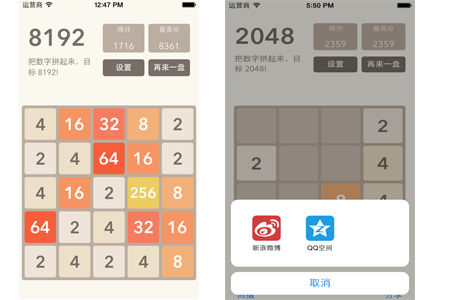 运营商 12:47 PM
8192
得分
1716
最高分
8361
把数字拼起来，目
标 8192!
设置
再来一盘
4 16 32 8 2
2 4 64 16 2
4 16 2 256 8
64 2 4 32 16
2 4 2 4 8
运营商 5:50 PM
2048
得分
2359
最高分
2359
把数字拼起来，目
标 2048!
设置
再来一盘
2
2 4
8 4
新浪微博
QQ空间
取消